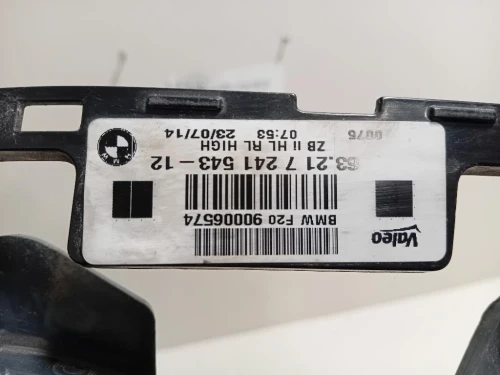 Valeo
BMW F20 90006574
63.21 7 241 543-12
ZB II HL RL HIGH
07:53 23/07/14